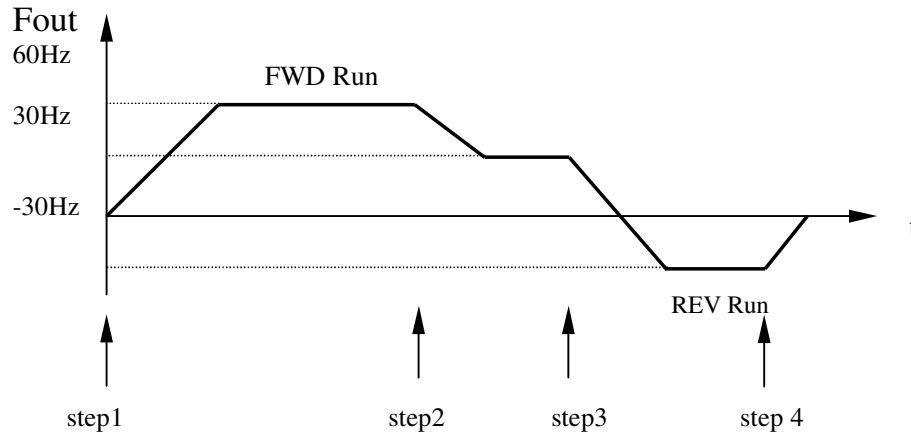 Fout
60Hz
FWD Run
30Hz
-30Hz
t
REV Run
step1 step2 step3 step 4